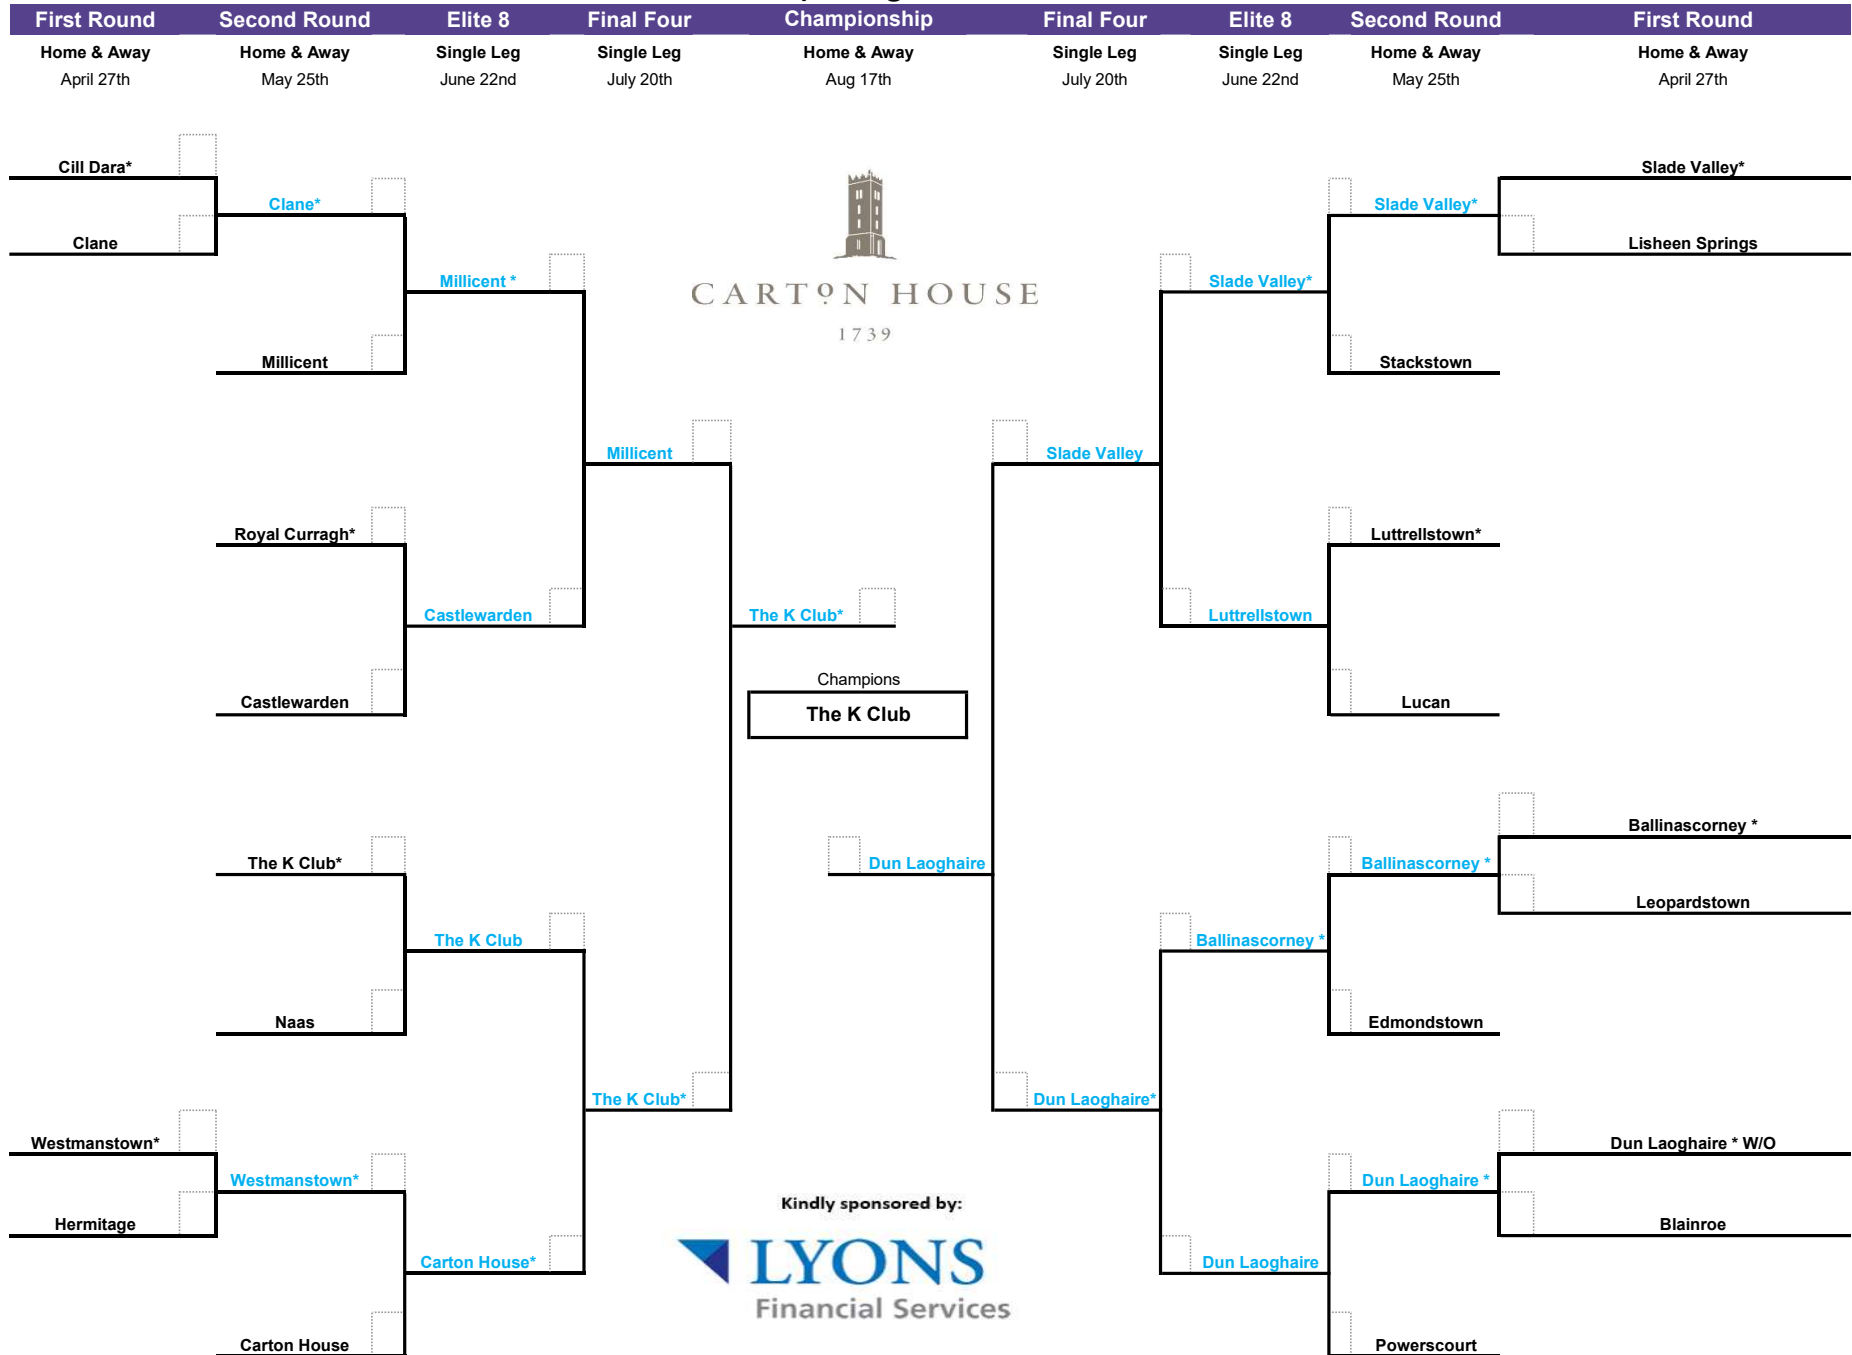 First Round Second Round Elite 8 Final Four Championship Final Four Elite 8 Second Round First Round
Home & Away Home & Away Single Leg Single Leg Home & Away Single Leg Single Leg Home & Away Home & Away
April 27th May 25th June 22nd July 20th Aug 17th July 20th June 22nd May 25th April 27th
Cill Dara* Slade Valley*
Clane* Slade Valley*
Clane Lisheen Springs
Millicent * Slade Valley*
CARTON HOUSE
1739
Millicent Stackstown
Millicent Slade Valley
Royal Curragh* Luttrellstown*
Castlewarden The K Club* Luttrellstown
Champions
Castlewarden Lucan
The K Club
Ballinascorney *
The K Club* Dun Laoghaire Ballinascorney *
Leopardstown
The K Club Ballinascorney *
Naas Edmondstown
The K Club* Dun Laoghaire*
Westmanstown* Dun Laoghaire * W/O
Westmanstown* Dun Laoghaire *
Kindly sponsored by:
Hermitage Blainroe
LYONS
Carton House* Dun Laoghaire
Financial Services
Carton House Powerscourt